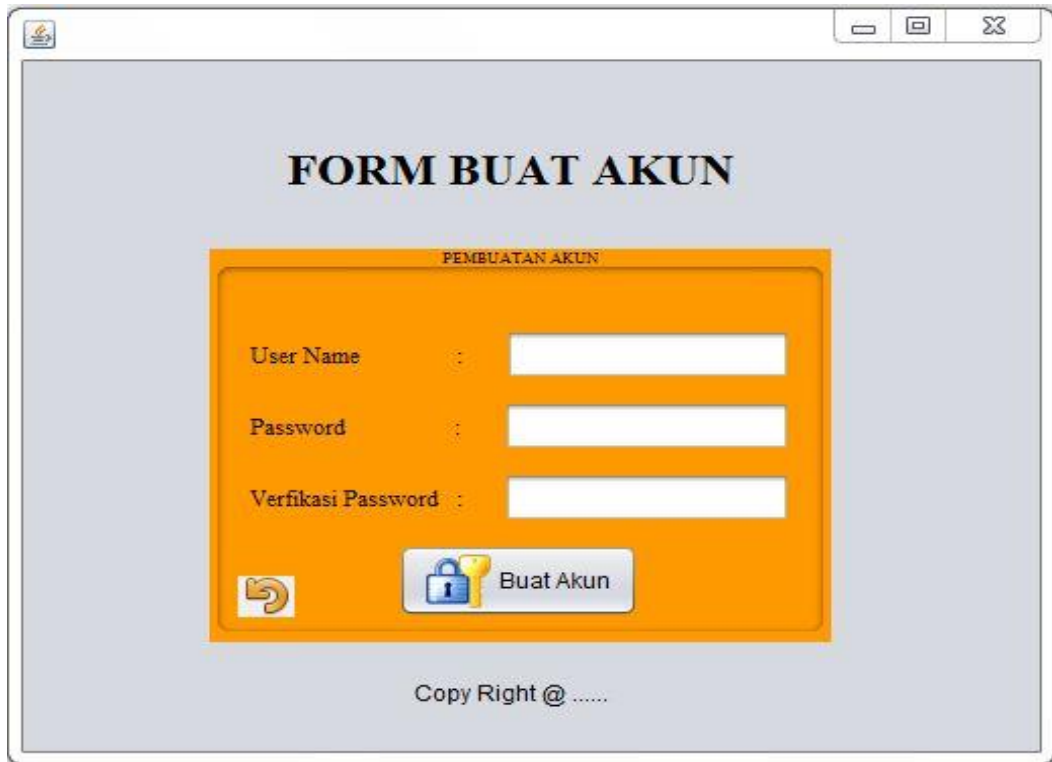 FORM BUAT AKUN
PEMBUATAN AKUN
User Name :
Password :
Verfikasi Password :
Buat Akun
Copy Right @ ......